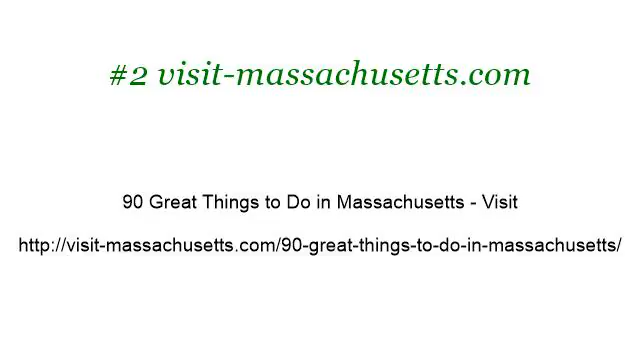 #2 visit-massachusetts.com
90 Great Things to Do in Massachusetts - Visit
http://visit-massachusetts.com/90-great-things-to-do-in-massachusetts/